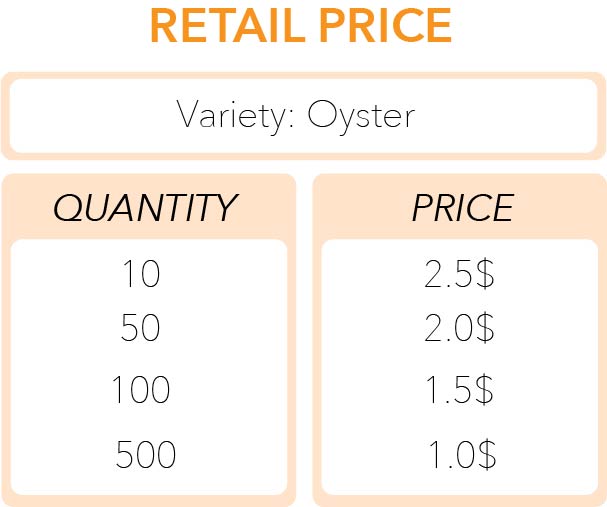 RETAIL PRICE
Variety: Oyster
QUANTITY PRICE
10 2.5$
50 2.0$
100 1.5$
500 1.0$